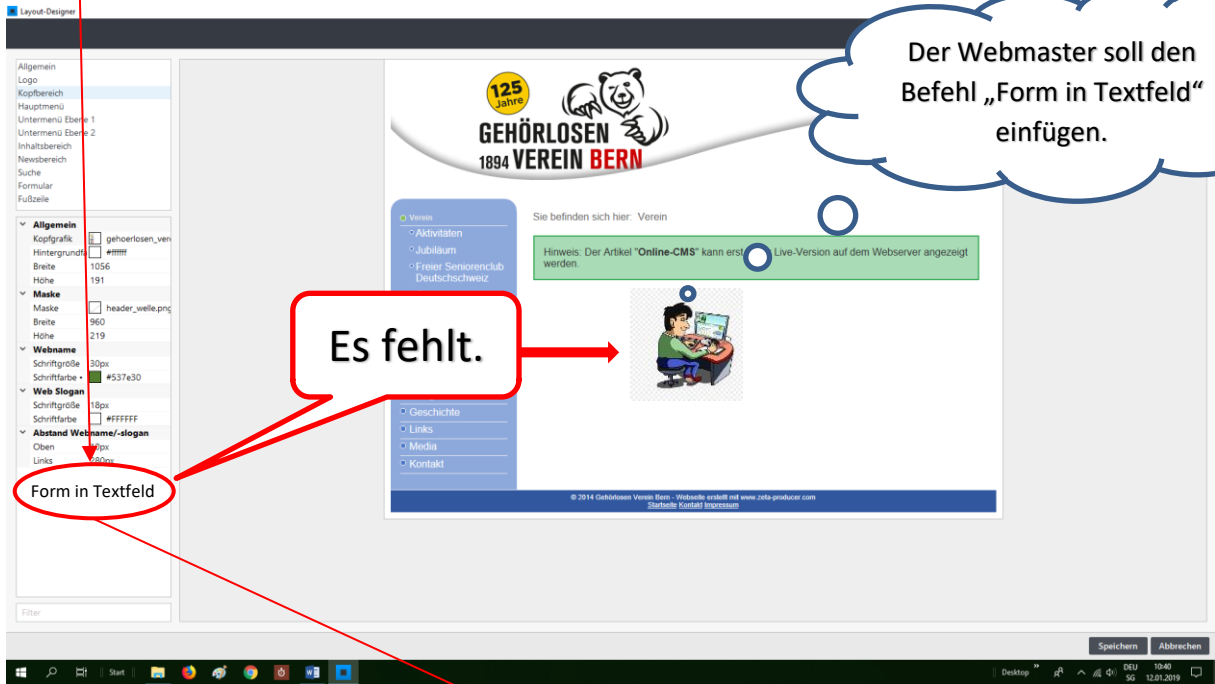 Layout-Designer
Der Webmaster soll den
Befehl „Form in Textfeld“
einfügen.
Allgemein
Logo
Kopfbereich
Hauptmenü
Untermenü Ebene 1
Untermenü Ebene 2
Inhaltsbereich
Newsbereich
Suche
Formular
Fußzeile
Allgemein
Kopfgrafik gehoerlosen_ver
Hintergrundfa #ffffff
Breite 1056
Höhe 191
Maske
Maske header_welle.png
Breite 960
Höhe 219
Webname
Schriftgröße 30px
Schriftfarbe #537e30
Web Slogan
Schriftgröße 18px
Schriftfarbe #FFFFFF
Abstand Webname/-slogan
Oben
Links 280px
Form in Textfeld
Filter
125
Jahre
GEHÖRLOSEN
1894 VEREIN BERN
Verein
Aktivitäten
Jubiläum
Freier Seniorenclub
Deutschschweiz
Geschichte
Links
Media
Kontakt
Sie befinden sich hier: Verein
Hinweis: Der Artikel "Online-CMS" kann erst Live-Version auf dem Webserver angezeigt
werden.
Es fehlt.
© 2014 Gehörlosen Verein Bern - Webseite erstellt mit www.zeta-producer.com
Startseite Kontakt Impressum
Speichern Abbrechen
Start
Desktop
DEU 10:40
SG 12.01.2019